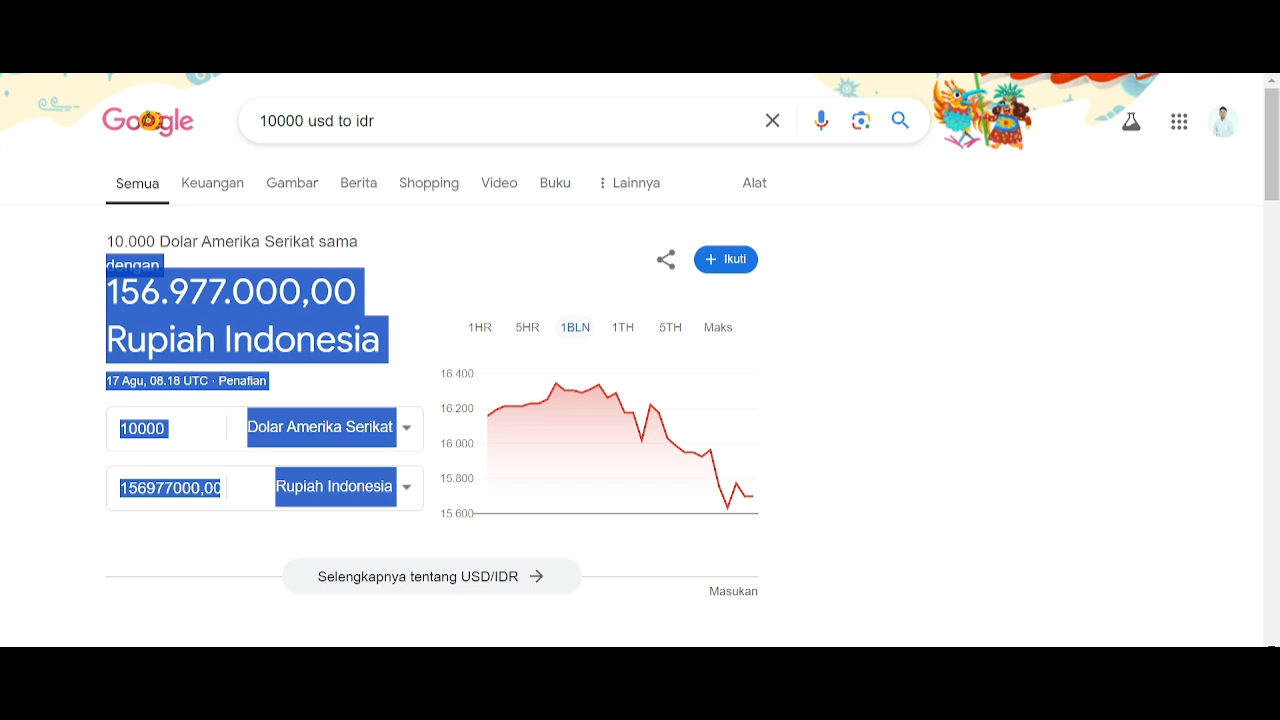 Google
10000 usd to idr
Semua Keuangan Gambar Berita Shopping Video Buku Lainnya Alat
10.000 Dolar Amerika Serikat sama
dengan
156.977.000,00
Rupiah Indonesia
17 Agu, 08.18 UTC · Penafian
10000 Dolar Amerika Serikat
156977000,00 Rupiah Indonesia
+ Ikuti
1HR 5HR 1BLN 1TH 5TH Maks
16.400
16.200
16.000
15.800
15.600
Selengkapnya tentang USD/IDR →
Masukan